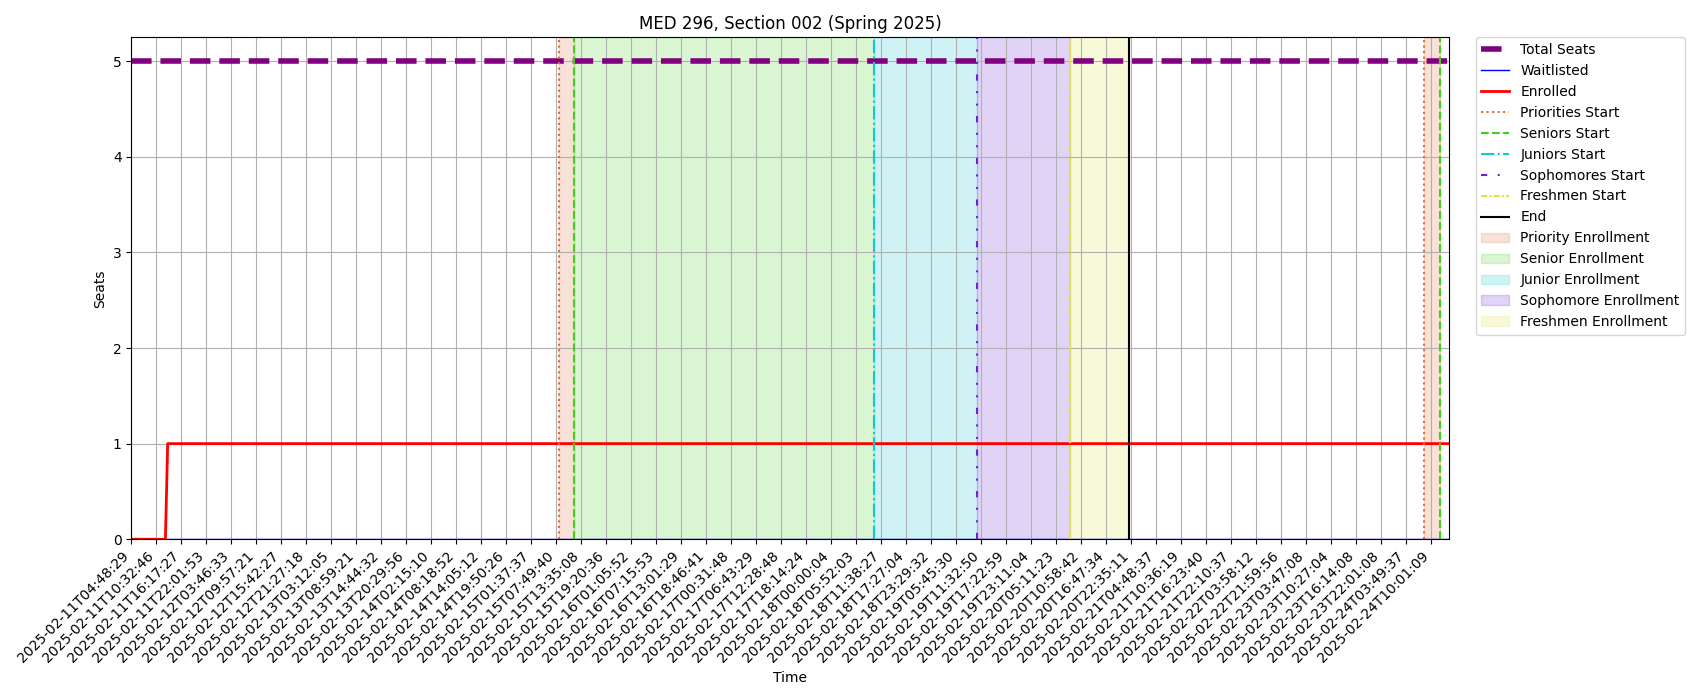 MED 296, Section 002 (Spring 2025)
Seats
5
4
3
2
1
0
2025-02-11T04:48:29
2025-02-11T10:32:46
2025-02-11T16:17:27
2025-02-11T22:01:53
2025-02-12T03:46:33
2025-02-12T09:57:21
2025-02-12T15:42:27
2025-02-12T21:27:18
2025-02-13T03:12:05
2025-02-13T08:59:21
2025-02-13T14:44:32
2025-02-13T20:29:56
2025-02-14T02:15:10
2025-02-14T08:18:52
2025-02-14T14:05:12
2025-02-14T19:50:26
2025-02-15T01:37:37
2025-02-15T07:49:40
2025-02-15T13:35:08
2025-02-15T19:20:36
2025-02-16T01:05:52
2025-02-16T07:15:53
2025-02-16T13:01:29
2025-02-16T18:46:41
2025-02-17T00:31:48
2025-02-17T06:43:29
2025-02-17T12:28:48
2025-02-17T18:14:24
2025-02-18T00:00:04
2025-02-18T05:52:03
2025-02-18T11:38:27
2025-02-18T17:27:04
2025-02-18T23:29:32
2025-02-19T05:45:30
2025-02-19T11:32:50
2025-02-19T17:22:59
2025-02-19T23:11:04
2025-02-20T05:11:23
2025-02-20T10:58:42
2025-02-20T16:47:34
2025-02-20T22:35:11
2025-02-21T04:48:37
2025-02-21T10:36:19
2025-02-21T16:23:40
2025-02-21T22:10:37
2025-02-22T03:58:12
2025-02-22T21:59:56
2025-02-23T03:47:08
2025-02-23T10:27:04
2025-02-23T16:14:08
2025-02-23T22:01:08
2025-02-24T03:49:37
2025-02-24T10:01:09
Time
Total Seats
Waitlisted
Enrolled
Priorities Start
Seniors Start
Juniors Start
Sophomores Start
Freshmen Start
End
Priority Enrollment
Senior Enrollment
Junior Enrollment
Sophomore Enrollment
Freshmen Enrollment